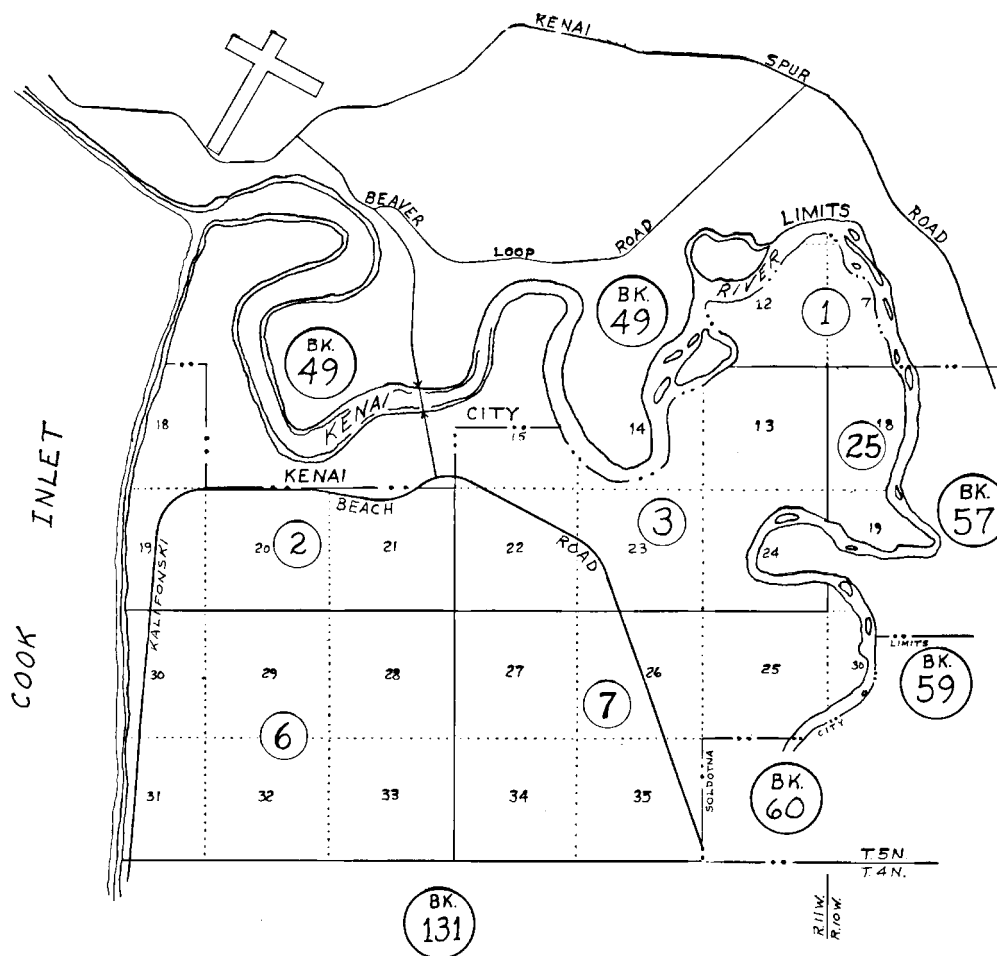 KENAI
SPUR
ROAD
BEAVER
LOOP
ROAD
LIMITS
RIVER
12
7
1
BK.
49
BK.
49
KENAI
CITY
15
14
13
18
25
18
KENAI
BEACH
ROAD
BK.
57
INLET
COOK
KALIFONSKI
19
20
2
21
22
23
3
24
19
30
29
28
27
26
25
30
LIMITS
BK.
59
6
7
CITY
SOLDOTNA
BK.
60
31
32
33
34
35
T.5N.
T.4N.
R.11W.
R.10W.
BK.
131